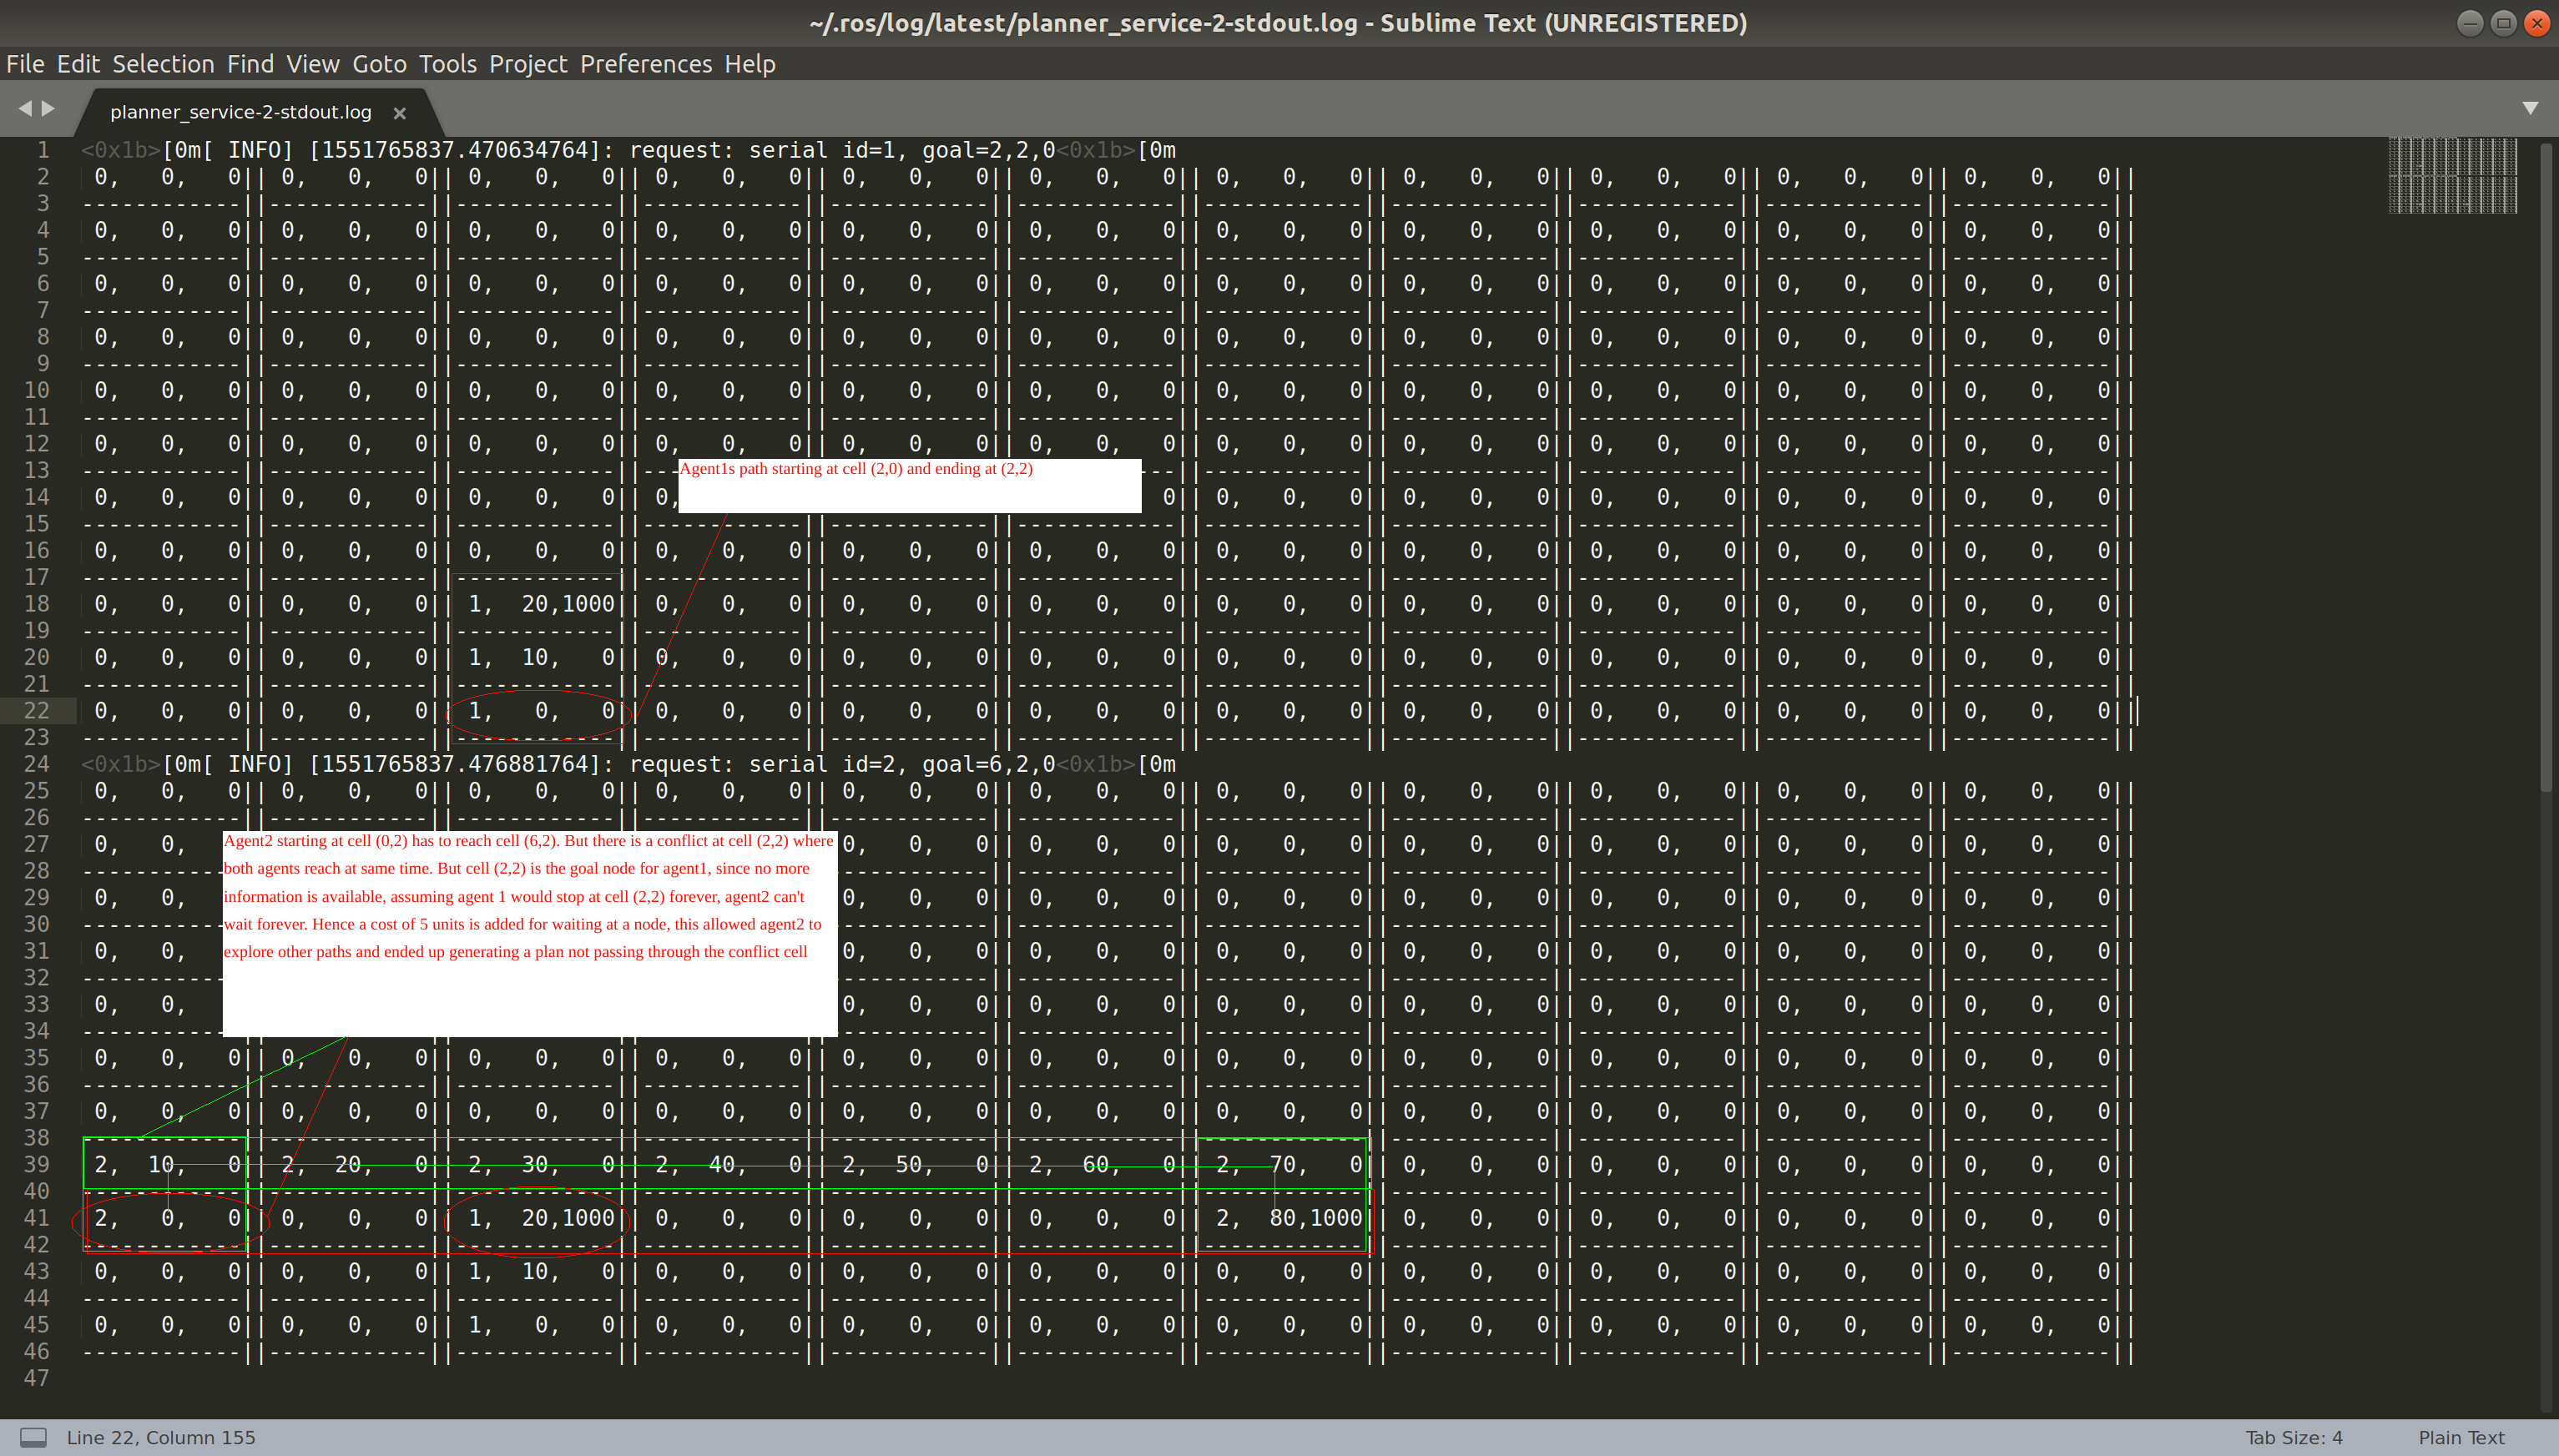 ~/.ros/log/latest/planner_service-2-stdout.log - Sublime Text (UNREGISTERED)
File Edit Selection Find View Goto Tools Project Preferences Help
planner_service-2-stdout.log ×
1 <0x1b>[0m[ INFO] [1551765837.470634764]: request: serial id=1, goal=2,2,0<0x1b>[0m
2 0, 0, 0|| 0, 0, 0|| 0, 0, 0|| 0, 0, 0|| 0, 0, 0|| 0, 0, 0|| 0, 0, 0|| 0, 0, 0|| 0, 0, 0|| 0, 0, 0|| 0, 0, 0||
3 ------------||------------||------------||------------||------------||------------||------------||------------||------------||------------||------------||
4 0, 0, 0|| 0, 0, 0|| 0, 0, 0|| 0, 0, 0|| 0, 0, 0|| 0, 0, 0|| 0, 0, 0|| 0, 0, 0|| 0, 0, 0|| 0, 0, 0|| 0, 0, 0||
5 ------------||------------||------------||------------||------------||------------||------------||------------||------------||------------||------------||
6 0, 0, 0|| 0, 0, 0|| 0, 0, 0|| 0, 0, 0|| 0, 0, 0|| 0, 0, 0|| 0, 0, 0|| 0, 0, 0|| 0, 0, 0|| 0, 0, 0|| 0, 0, 0||
7 ------------||------------||------------||------------||------------||------------||------------||------------||------------||------------||------------||
8 0, 0, 0|| 0, 0, 0|| 0, 0, 0|| 0, 0, 0|| 0, 0, 0|| 0, 0, 0|| 0, 0, 0|| 0, 0, 0|| 0, 0, 0|| 0, 0, 0|| 0, 0, 0||
9 ------------||------------||------------||------------||------------||------------||------------||------------||------------||------------||------------||
10 0, 0, 0|| 0, 0, 0|| 0, 0, 0|| 0, 0, 0|| 0, 0, 0|| 0, 0, 0|| 0, 0, 0|| 0, 0, 0|| 0, 0, 0|| 0, 0, 0|| 0, 0, 0||
11 ------------||------------||------------||------------||------------||------------||------------||------------||------------||------------||------------||
12 0, 0, 0|| 0, 0, 0|| 0, 0, 0|| 0, 0, 0|| 0, 0, 0|| 0, 0, 0|| 0, 0, 0|| 0, 0, 0|| 0, 0, 0|| 0, 0, 0|| 0, 0, 0||
Agent1s path starting at cell (2,0) and ending at (2,2)
13 ------------||------------||------------||--- ---||------------||------------||------------||------------||------------||
14 0, 0, 0|| 0, 0, 0|| 0, 0, 0|| 0, 0|| 0, 0, 0|| 0, 0, 0|| 0, 0, 0|| 0, 0, 0|| 0, 0, 0||
15 ------------||------------||------------||------------||------------||------------||------------||------------||------------||------------||------------||
16 0, 0, 0|| 0, 0, 0|| 0, 0, 0|| 0, 0, 0|| 0, 0, 0|| 0, 0, 0|| 0, 0, 0|| 0, 0, 0|| 0, 0, 0|| 0, 0, 0|| 0, 0, 0||
17 ------------||------------||------------||------------||------------||------------||------------||------------||------------||------------||------------||
18 0, 0, 0|| 0, 0, 0|| 1, 20,1000|| 0, 0, 0|| 0, 0, 0|| 0, 0, 0|| 0, 0, 0|| 0, 0, 0|| 0, 0, 0|| 0, 0, 0|| 0, 0, 0||
19 ------------||------------||------------||------------||------------||------------||------------||------------||------------||------------||------------||
20 0, 0, 0|| 0, 0, 0|| 1, 10, 0|| 0, 0, 0|| 0, 0, 0|| 0, 0, 0|| 0, 0, 0|| 0, 0, 0|| 0, 0, 0|| 0, 0, 0|| 0, 0, 0||
21 ------------||------------||------------||------------||------------||------------||------------||------------||------------||------------||------------||
22 0, 0, 0|| 0, 0, 0|| 1, 0, 0|| 0, 0, 0|| 0, 0, 0|| 0, 0, 0|| 0, 0, 0|| 0, 0, 0|| 0, 0, 0|| 0, 0, 0|| 0, 0, 0||
23 ------------||------------||------------||------------||------------||------------||------------||------------||------------||------------||------------||
24 <0x1b>[0m[ INFO] [1551765837.476881764]: request: serial id=2, goal=6,2,0<0x1b>[0m
25 0, 0, 0|| 0, 0, 0|| 0, 0, 0|| 0, 0, 0|| 0, 0, 0|| 0, 0, 0|| 0, 0, 0|| 0, 0, 0|| 0, 0, 0|| 0, 0, 0|| 0, 0, 0||
26 ------------||------------||------------||------------||------------||------------||------------||------------||------------||------------||------------||
Agent2 starting at cell (0,2) has to reach cell (6,2). But there is a conflict at cell (2,2) where
both agents reach at same time. But cell (2,2) is the goal node for agent1, since no more
information is available, assuming agent 1 would stop at cell (2,2) forever, agent2 can't
wait forever. Hence a cost of 5 units is added for waiting at a node, this allowed agent2 to
explore other paths and ended up generating a plan not passing through the conflict cell
27 0, 0, 0, 0, 0|| 0, 0, 0|| 0, 0, 0|| 0, 0, 0|| 0, 0, 0|| 0, 0, 0|| 0, 0, 0||
28 ----------- -----------||------------||------------||------------||------------||------------||------------||
29 0, 0, 0, 0, 0|| 0, 0, 0|| 0, 0, 0|| 0, 0, 0|| 0, 0, 0|| 0, 0, 0|| 0, 0, 0||
30 ----------- -----------||------------||------------||------------||------------||------------||------------||
31 0, 0, 0, 0, 0|| 0, 0, 0|| 0, 0, 0|| 0, 0, 0|| 0, 0, 0|| 0, 0, 0|| 0, 0, 0||
32 ----------- -----------||------------||------------||------------||------------||------------||------------||
33 0, 0, 0, 0, 0|| 0, 0, 0|| 0, 0, 0|| 0, 0, 0|| 0, 0, 0|| 0, 0, 0|| 0, 0, 0||
34 ----------- -----------||------------||------------||------------||------------||------------||------------||
35 0, 0, 0|| 0, 0, 0|| 0, 0, 0|| 0, 0, 0|| 0, 0, 0|| 0, 0, 0|| 0, 0, 0|| 0, 0, 0|| 0, 0, 0|| 0, 0, 0|| 0, 0, 0||
36 ------------||------------||------------||------------||------------||------------||------------||------------||------------||------------||------------||
37 0, 0, 0|| 0, 0, 0|| 0, 0, 0|| 0, 0, 0|| 0, 0, 0|| 0, 0, 0|| 0, 0, 0|| 0, 0, 0|| 0, 0, 0|| 0, 0, 0|| 0, 0, 0||
38 ------------||------------||------------||------------||------------||------------||------------||------------||------------||------------||------------||
39 2, 10, 0|| 2, 20, 0|| 2, 30, 0|| 2, 40, 0|| 2, 50, 0|| 2, 60, 0|| 2, 70, 0|| 0, 0, 0|| 0, 0, 0|| 0, 0, 0|| 0, 0, 0||
40 ------------||------------||------------||------------||------------||------------||------------||------------||------------||------------||------------||
41 2, 0, 0|| 0, 0, 0|| 1, 20,1000|| 0, 0, 0|| 0, 0, 0|| 0, 0, 0|| 2, 80,1000|| 0, 0, 0|| 0, 0, 0|| 0, 0, 0|| 0, 0, 0||
42 ------------||------------||------------||------------||------------||------------||------------||------------||------------||------------||------------||
43 0, 0, 0|| 0, 0, 0|| 1, 10, 0|| 0, 0, 0|| 0, 0, 0|| 0, 0, 0|| 0, 0, 0|| 0, 0, 0|| 0, 0, 0|| 0, 0, 0|| 0, 0, 0||
44 ------------||------------||------------||------------||------------||------------||------------||------------||------------||------------||------------||
45 0, 0, 0|| 0, 0, 0|| 1, 0, 0|| 0, 0, 0|| 0, 0, 0|| 0, 0, 0|| 0, 0, 0|| 0, 0, 0|| 0, 0, 0|| 0, 0, 0|| 0, 0, 0||
46 ------------||------------||------------||------------||------------||------------||------------||------------||------------||------------||------------||
47
Line 22, Column 155 Tab Size: 4 Plain Text